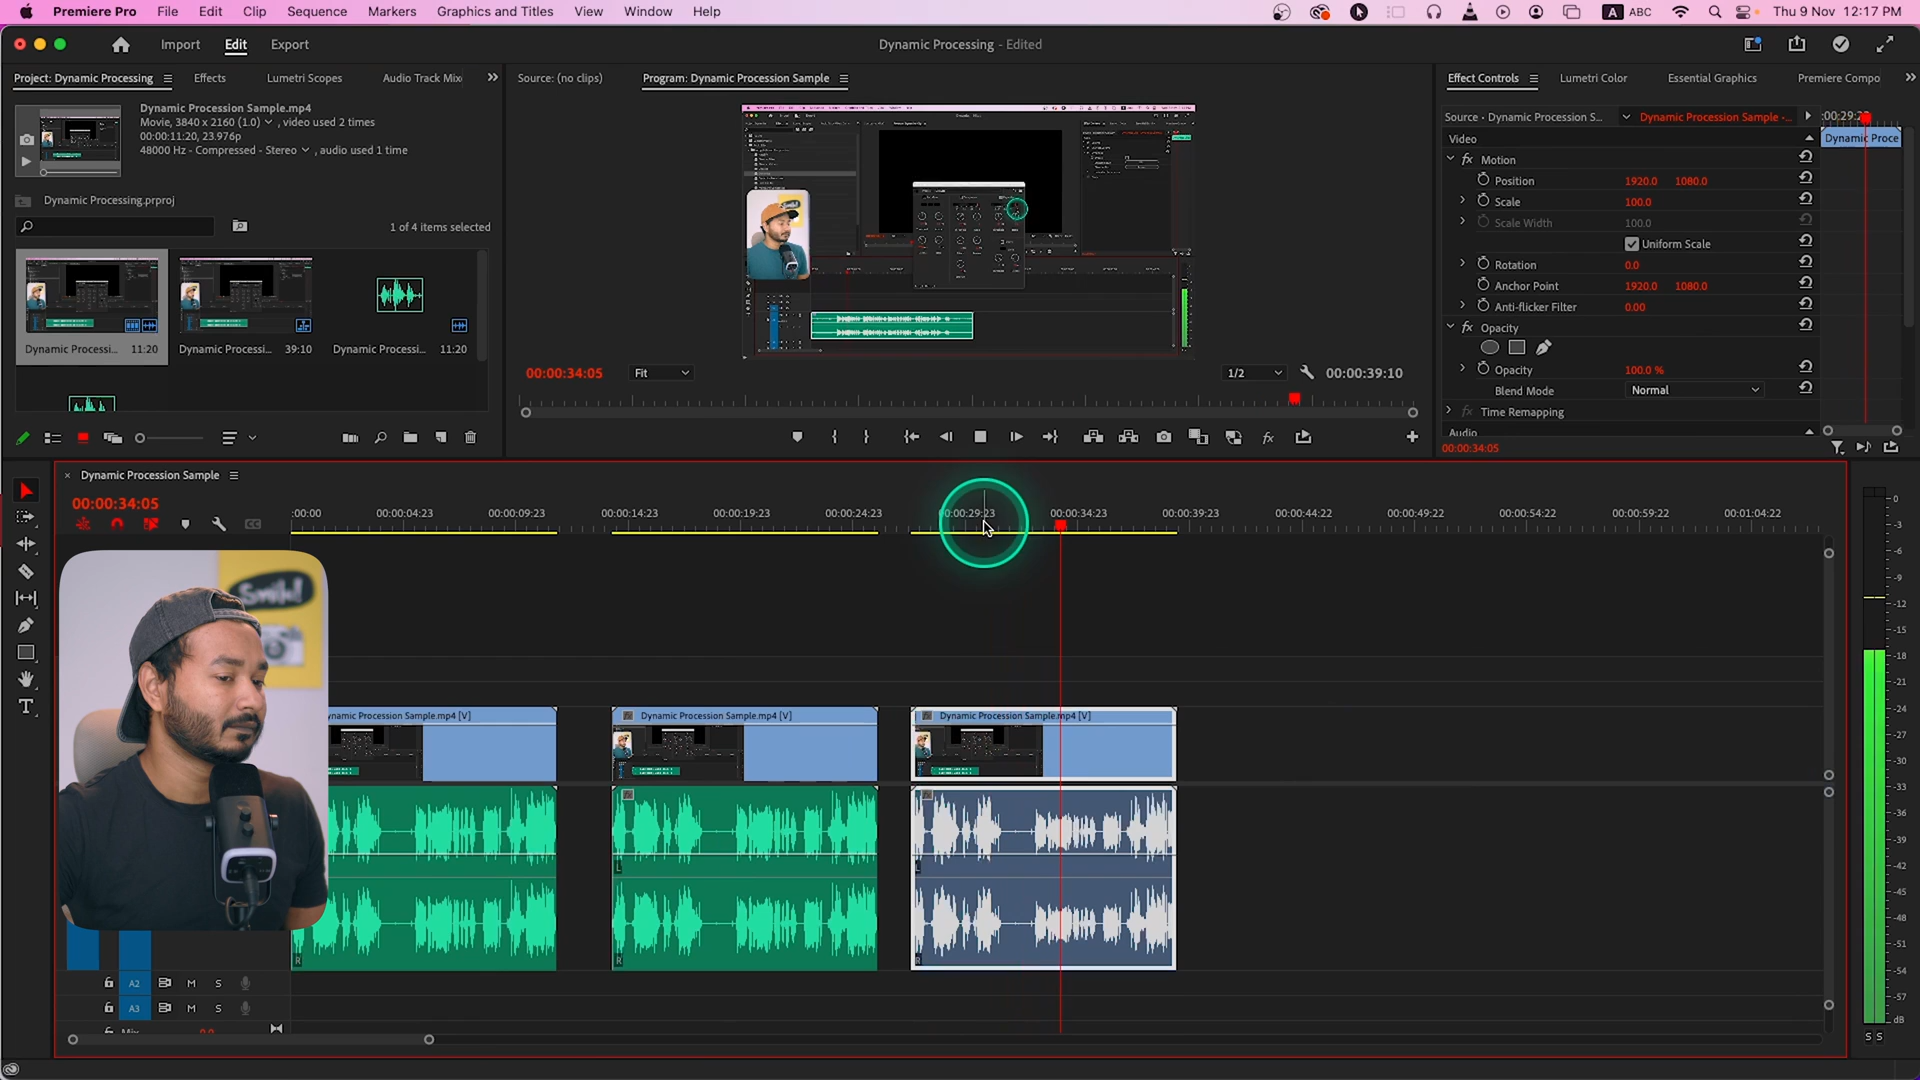 Premiere Pro File Edit Clip Sequence Markers Graphics and Titles View Window Help A ABC Thu 9 Nov 12:17 PM
Import Edit Export Dynamic Processing - Edited
Project: Dynamic Processing Effects Lumetri Scopes Audio Track Mix
Source: (no clips) Program: Dynamic Procession Sample
Effect Controls Lumetri Color Essential Graphics Premiere Compo
Dynamic Procession Sample.mp4
Movie, 3840 x 2160 (1.0) , video used 2 times
00:00:11:20, 23.976p
48000 Hz - Compressed - Stereo , audio used 1 time
Dynamic Processing.prproj
1 of 4 items selected
Dynamic Processi... 11:20 Dynamic Processi... 39:10 Dynamic Processi... 11:20
00:00:34:05 Fit 1/2 00:00:39:10
Source · Dynamic Procession S... Dynamic Procession Sample -... :00:29:2
Video Dynamic Proce
fx Motion
Position 1920.0 1080.0
Scale 100.0
Scale Width 100.0
Uniform Scale
Rotation 0.0
Anchor Point 1920.0 1080.0
Anti-flicker Filter 0.00
fx Opacity
Opacity 100.0 %
Blend Mode Normal
fx Time Remapping
Audio
00:00:34:05
Dynamic Procession Sample
00:00:34:05
:00:00 00:00:04:23 00:00:09:23 00:00:14:23 00:00:19:23 00:00:24:23 00:00:29:23 00:00:34:23 00:00:39:23 00:00:44:22 00:00:49:22 00:00:54:22 00:00:59:22 00:01:04:22
Smile!
ynamic Procession Sample.mp4 [V] Dynamic Procession Sample.mp4 [V] Dynamic Procession Sample.mp4 [V]
L L
R R R
A2 M S
A3 M S
Mix 0.0
0
-3
-6
-9
-12
-15
-18
-21
-24
-27
-30
-33
-36
-39
-42
-45
-48
-51
-54
-57
dB
S S